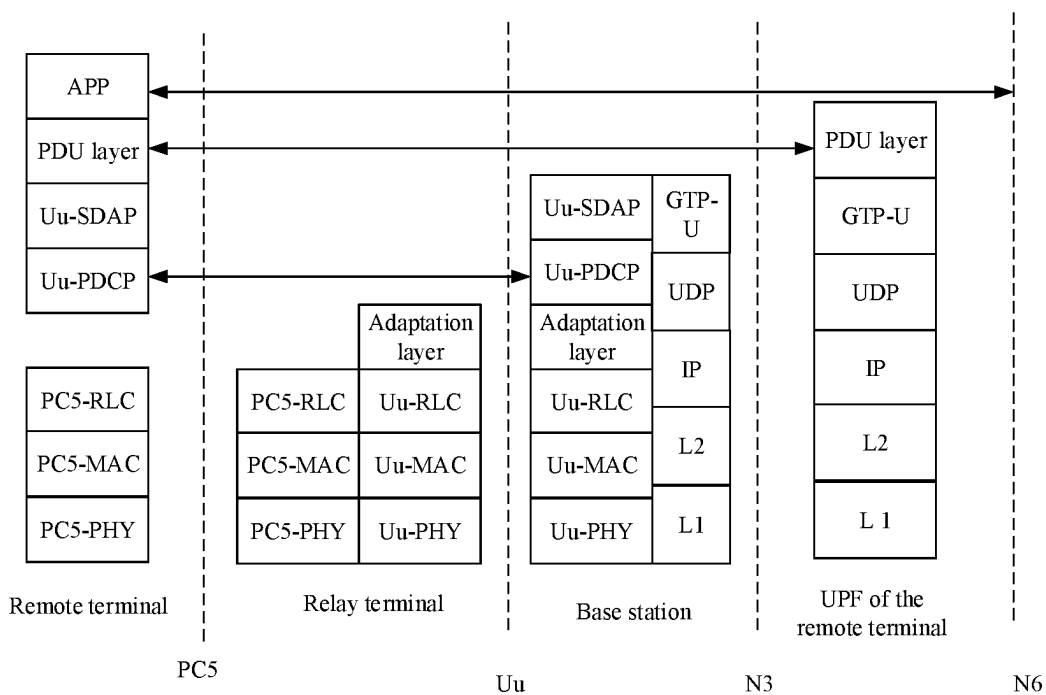 APP
PDU layer
Uu-SDAP
Uu-PDCP
PC5-RLC
PC5-MAC
PC5-PHY
Remote terminal
PC5
Adaptation
layer
PC5-RLC
Uu-RLC
PC5-MAC
Uu-MAC
PC5-PHY
Uu-PHY
Relay terminal
Uu
Uu-SDAP
Uu-PDCP
Adaptation
layer
Uu-RLC
Uu-MAC
Uu-PHY
GTP-
U
UDP
IP
L2
L1
Base station
N3
PDU layer
GTP-U
UDP
IP
L2
L 1
UPF of the
remote terminal
N6